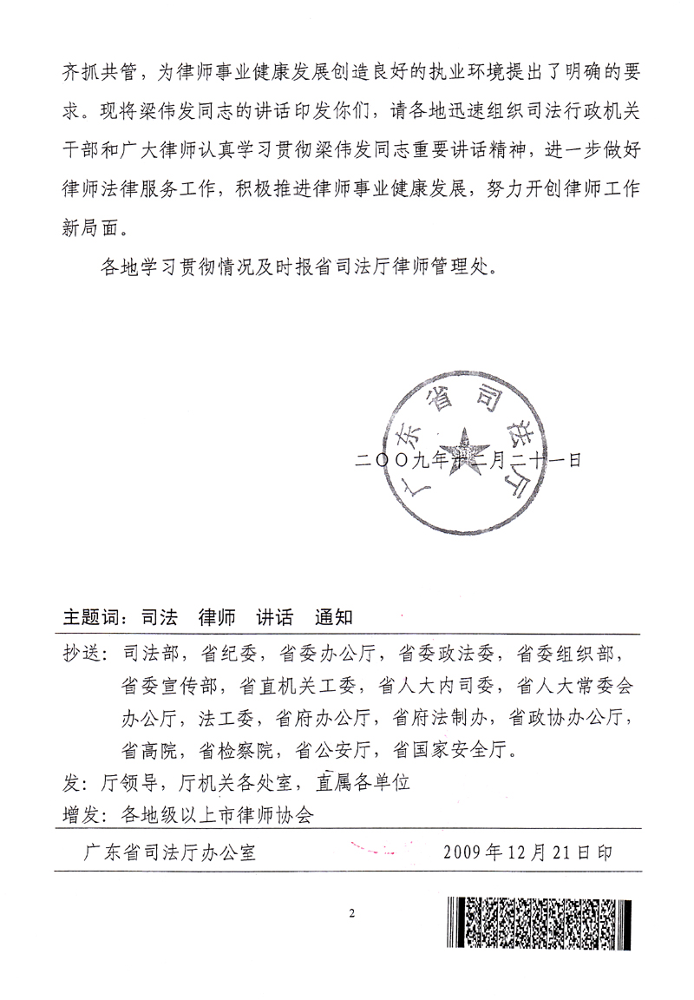 齐抓共管，为律师事业健康发展创造良好的执业环境提出了明确的要
求。现将梁伟发同志的讲话印发你们，请各地迅速组织司法行政机关
干部和广大律师认真学习贯彻梁伟发同志重要讲话精神，进一步做好
律师法律服务工作，积极推进律师事业健康发展，努力开创律师工作
新局面。
各地学习贯彻情况及时报省司法厅律师管理处。
广东省司法厅
二〇〇九年十二月二十一日
主题词：司法 律师 讲话 通知
抄送：司法部，省纪委，省委办公厅，省委政法委，省委组织部，
省委宣传部，省直机关工委，省人大内司委，省人大常委会
办公厅，法工委，省府办公厅，省府法制办，省政协办公厅，
省高院，省检察院，省公安厅，省国家安全厅。
发：厅领导，厅机关各处室，直属各单位
增发：各地级以上市律师协会
广东省司法厅办公室 2009年12月21日印
2